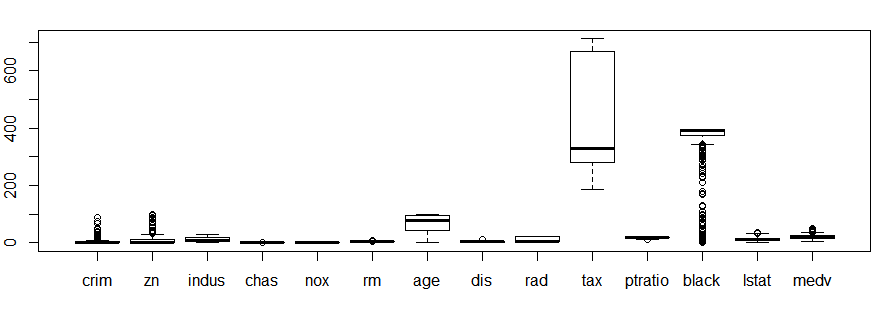 600
400
200
0
crim zn indus chas nox rm age dis rad tax ptratio black lstat medv